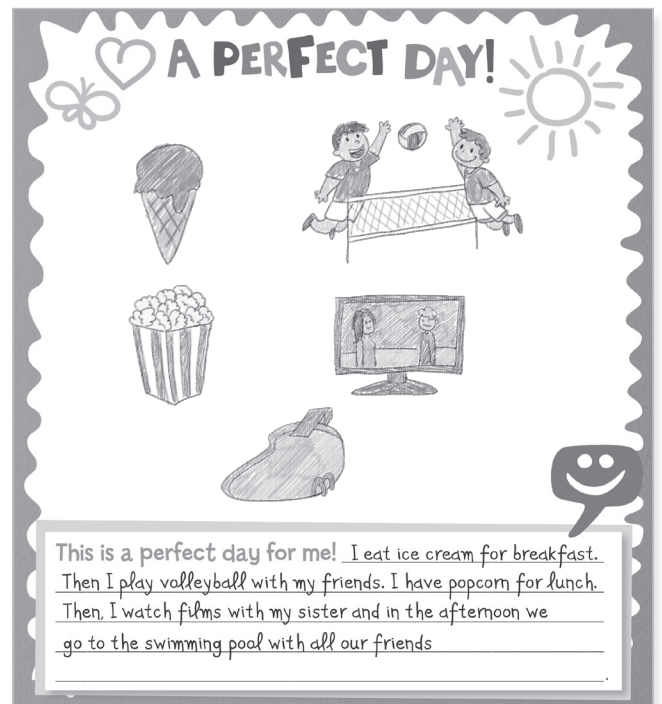 A PERFECT DAY!
This is a perfect day for me! I eat ice cream for breakfast.
Then I play volleyball with my friends. I have popcorn for lunch.
Then, I watch films with my sister and in the afternoon we
go to the swimming pool with all our friends
.